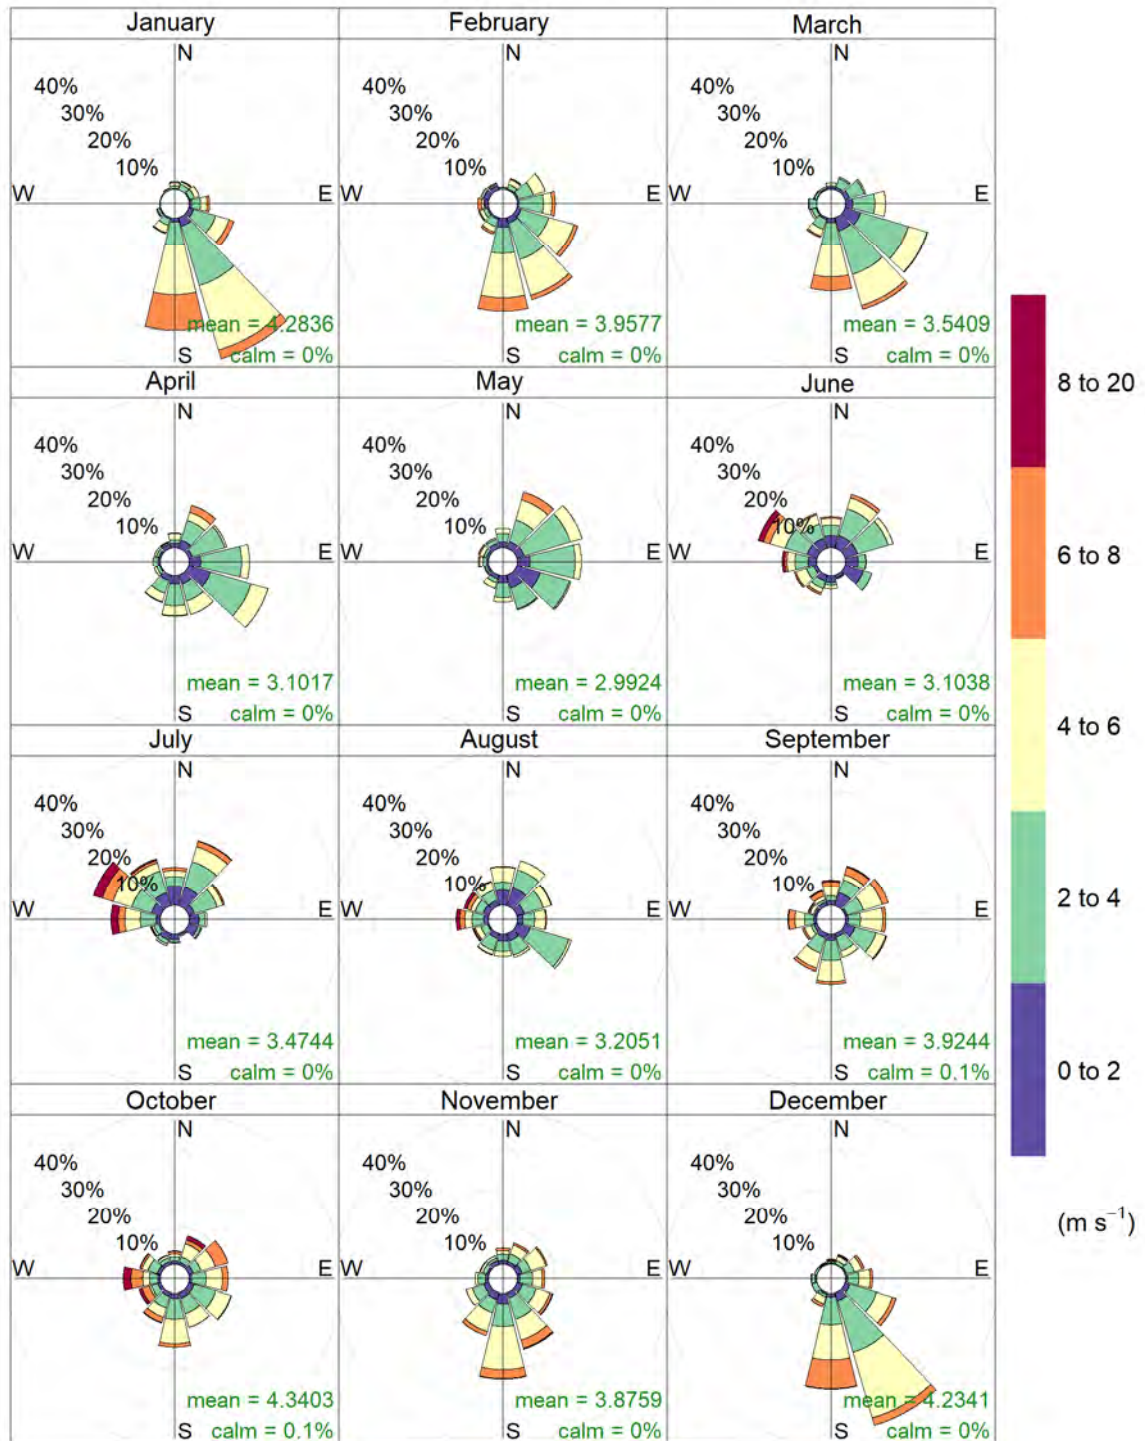 January February March
N N N
40% 40% 40%
30% 30% 30%
20% 20% 20%
10% 10% 10%
W E W E W E
mean = 4.2836 mean = 3.9577 mean = 3.5409
S calm = 0% S calm = 0% S calm = 0%
April May June
N N N
40% 40% 40%
30% 30% 30%
20% 20% 20%
10% 10% 10%
W E W E W E
mean = 3.1017 mean = 2.9924 mean = 3.1038
S calm = 0% S calm = 0% S calm = 0%
July August September
N N N
40% 40% 40%
30% 30% 30%
20% 20% 20%
10% 10% 10%
W E W E W E
mean = 3.4744 mean = 3.2051 mean = 3.9244
S calm = 0% S calm = 0% S calm = 0.1%
October November December
N N N
40% 40% 40%
30% 30% 30%
20% 20% 20%
10% 10% 10%
W E W E W E
mean = 4.3403 mean = 3.8759 mean = 4.2341
S calm = 0.1% S calm = 0% S calm = 0%
8 to 20
6 to 8
4 to 6
2 to 4
0 to 2
(m s⁻¹)